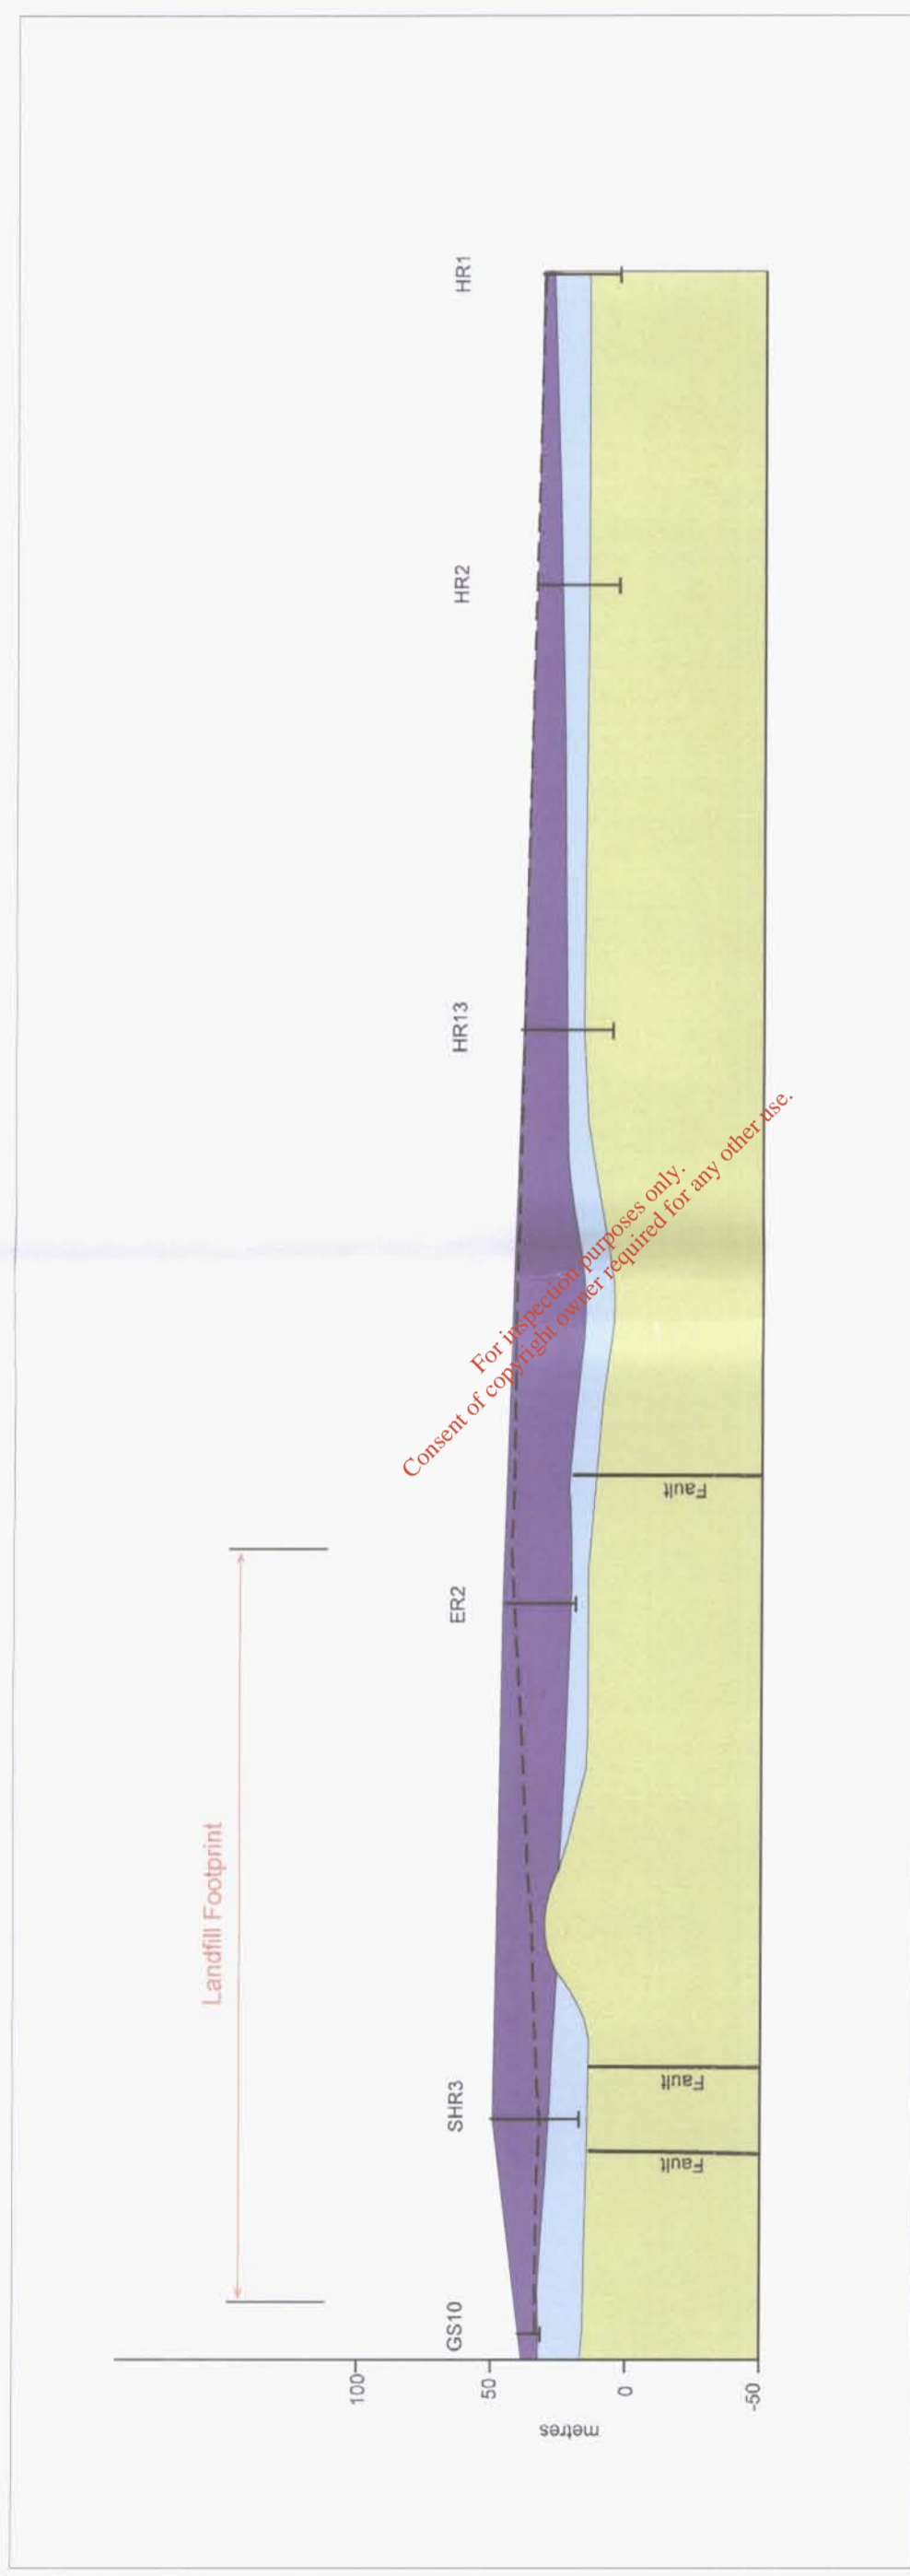 Landfill Footprint
GS10
SHR3
ER2
HR13
HR2
HR1
100
50
0
-50
metres
Fault
Fault
Fault
For inspection purposes only.
Consent of copyright owner required for any other use.